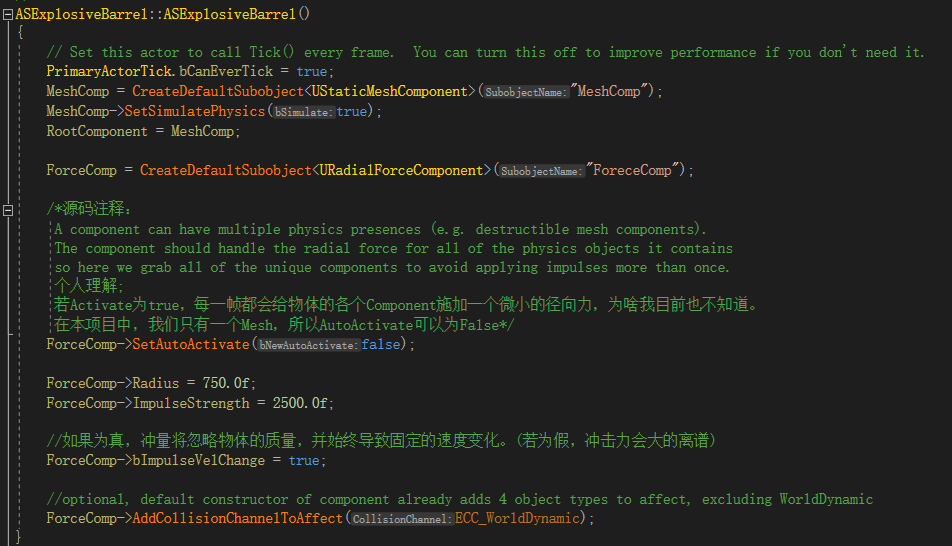 ASExplosiveBarrel::ASExplosiveBarrel()
{
// Set this actor to call Tick() every frame.  You can turn this off to improve performance if you don't need it.
PrimaryActorTick.bCanEverTick = true;
MeshComp = CreateDefaultSubobject<UStaticMeshComponent>(SubobjectName:"MeshComp");
MeshComp->SetSimulatePhysics(bSimulate:true);
RootComponent = MeshComp;
ForceComp = CreateDefaultSubobject<URadialForceComponent>(SubobjectName:"ForeceComp");
/*源码注释:
A component can have multiple physics presences (e.g. destructible mesh components).
The component should handle the radial force for all of the physics objects it contains
so here we grab all of the unique components to avoid applying impulses more than once.
个人理解;
若Activate为true，每一帧都会给物体的各个Component施加一个微小的径向力，为啥我目前也不知道。
在本项目中，我们只有一个Mesh，所以AutoActivate可以为False*/
ForceComp->SetAutoActivate(bNewAutoActivate:false);
ForceComp->Radius = 750.0f;
ForceComp->ImpulseStrength = 2500.0f;
//如果为真，冲量将忽略物体的质量，并始终导致固定的速度变化。(若为假，冲击力会大的离谱)
ForceComp->bImpulseVelChange = true;
//optional, default constructor of component already adds 4 object types to affect, excluding WorldDynamic
ForceComp->AddCollisionChannelToAffect(CollisionChannel:ECC_WorldDynamic);
}